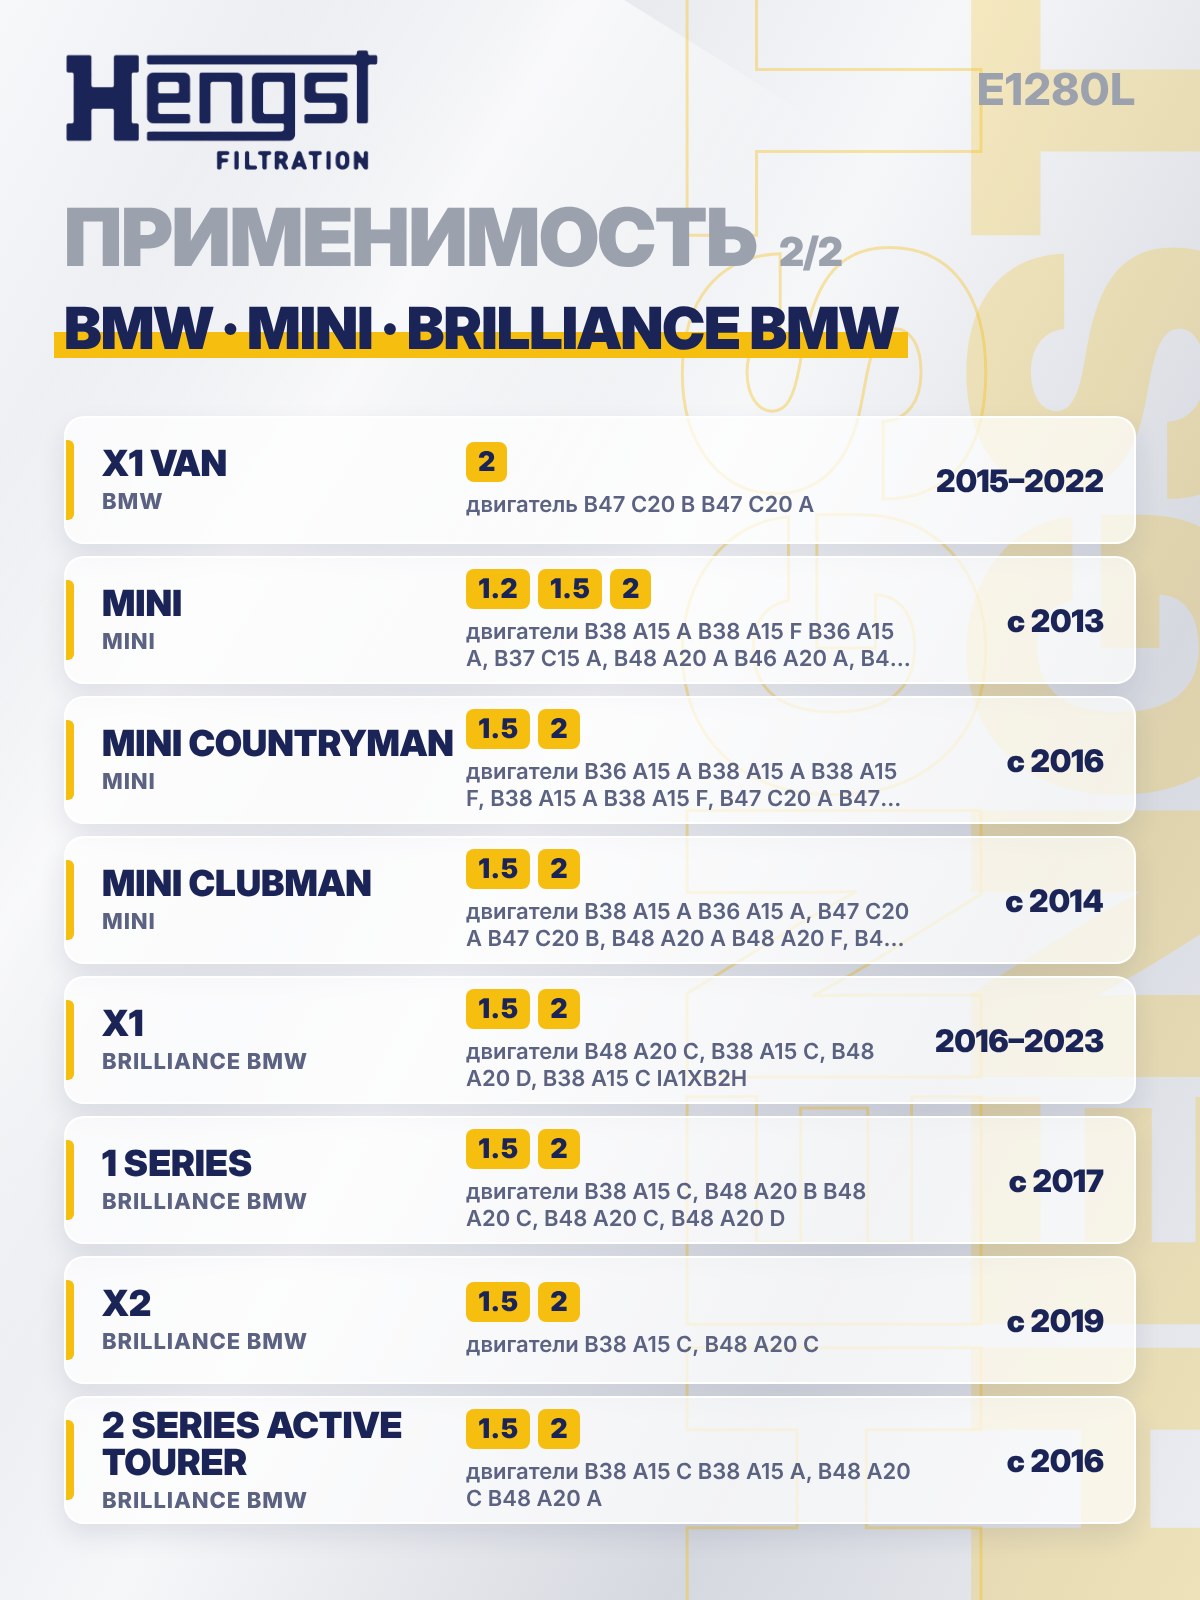 Hengst
FILTRATION
E1280L
ПРИМЕНИМОСТЬ 2/2
BMW · MINI · BRILLIANCE BMW
X1 VAN
BMW
2
двигатель B47 C20 B B47 C20 A
2015–2022
MINI
MINI
1.2 1.5 2
двигатели B38 A15 A B38 A15 F B36 A15
A, B37 C15 A, B48 A20 A B46 A20 A, B4...
с 2013
MINI COUNTRYMAN
MINI
1.5 2
двигатели B36 A15 A B38 A15 A B38 A15
F, B38 A15 A B38 A15 F, B47 C20 A B47...
с 2016
MINI CLUBMAN
MINI
1.5 2
двигатели B38 A15 A B36 A15 A, B47 C20
A B47 C20 B, B48 A20 A B48 A20 F, B4...
с 2014
X1
BRILLIANCE BMW
1.5 2
двигатели B48 A20 C, B38 A15 C, B48
A20 D, B38 A15 C IA1XB2H
2016–2023
1 SERIES
BRILLIANCE BMW
1.5 2
двигатели B38 A15 C, B48 A20 B B48
A20 C, B48 A20 C, B48 A20 D
с 2017
X2
BRILLIANCE BMW
1.5 2
двигатели B38 A15 C, B48 A20 C
с 2019
2 SERIES ACTIVE
TOURER
BRILLIANCE BMW
1.5 2
двигатели B38 A15 C B38 A15 A, B48 A20
C B48 A20 A
с 2016
HENGST
HENGST